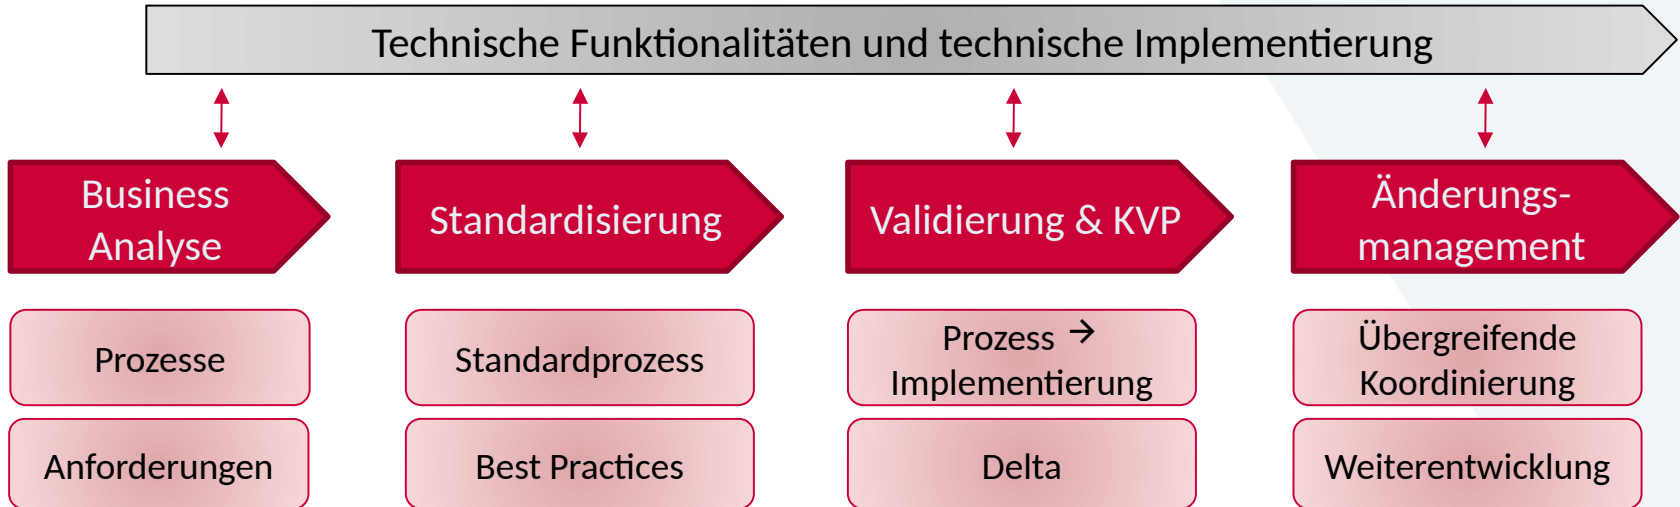 Technische Funktionalitäten und technische Implementierung
Business
Analyse
Standardisierung
Validierung & KVP
Änderungs-
management
Prozesse
Standardprozess
Prozess →
Implementierung
Übergreifende
Koordinierung
Anforderungen
Best Practices
Delta
Weiterentwicklung